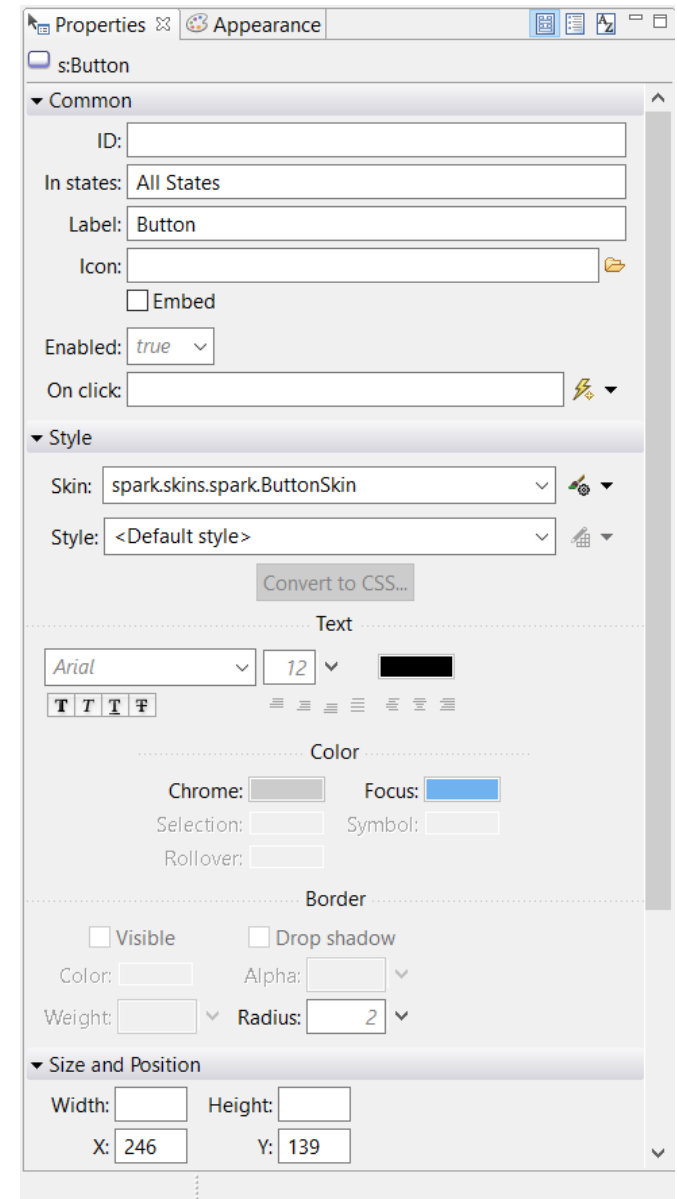 Properties Appearance
s:Button
Common
ID:
In states: All States
Label: Button
Icon:
Embed
Enabled: true
On click:
Style
Skin: spark.skins.spark.ButtonSkin
Style: <Default style>
Convert to CSS...
Text
Arial 12
T T T T
Color
Chrome: Focus:
Selection: Symbol:
Rollover:
Border
Visible Drop shadow
Color: Alpha:
Weight: Radius: 2
Size and Position
Width: Height:
X: 246 Y: 139